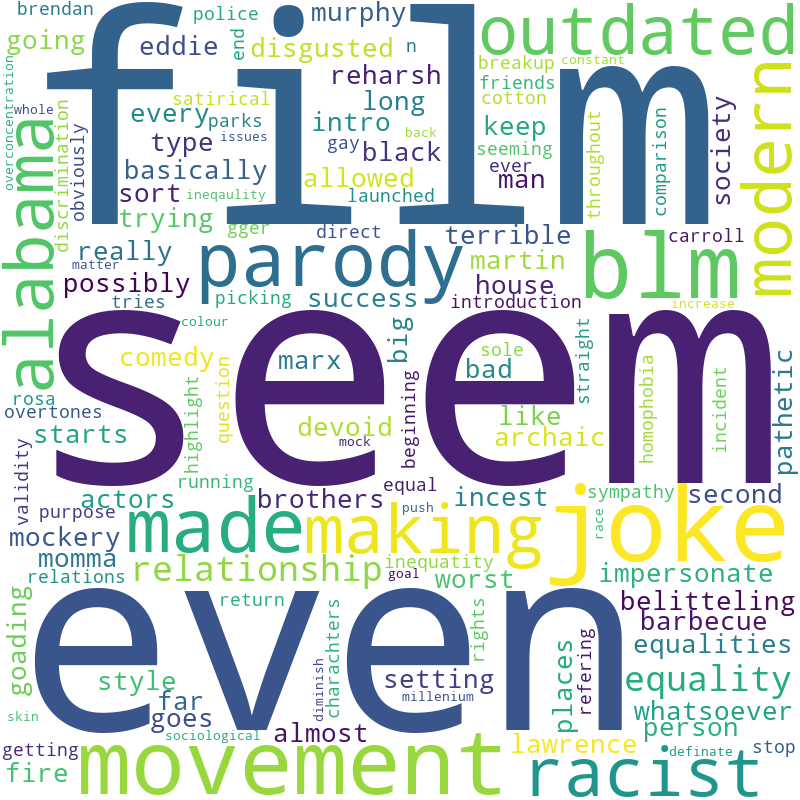 brendan
police
murphy
outdated
going
eddie
end
disgusted
n
breakup
constant
film
satirical
reharsh
friends
modern
whole
every
parks
long
cotton
overconcentration
alabama
discrimination
obviously
type
issues
intro
gay
back
keep
throughout
comparison
society
basically
black
seeming
sort
ineqaulity
allowed
ever
man
trying
gger
launched
direct
terrible
carroll
really
parody
martin
blm
matter
possibly
house
tries
picking
success
introduction
increase
seem
colour
big
sole
straight
comedy
marx
bad
homophobia
incident
pathetic
rosa
highlight
question
beginning
overtones
devoid
like
starts
mock
archaic
validity
running
equal
sympathy
actors
brothers
incest
second
purpose
made
making
push
joke
race
mockery
momma
relationship
inequatity
relations
goal
worst
impersonate
even
goading
return
rights
belitteling
barbecue
charachters
refering
places
equalities
style
setting
equality
far
diminish
millenium
whatsoever
skin
goes
person
sociological
almost
getting
movement
lawrence
definate
stop
fire
racist